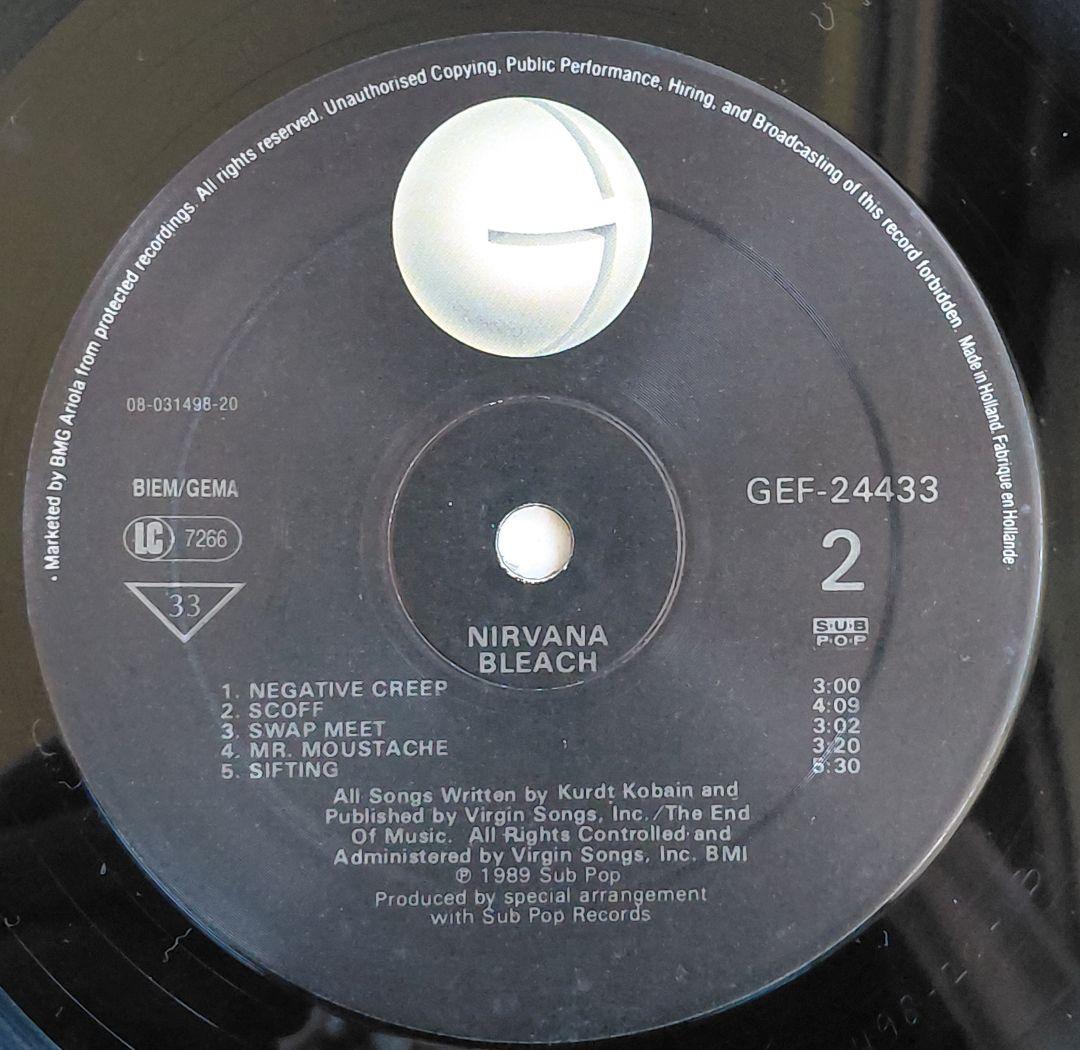 • Marketed by BMG Ariola from protected recordings. All rights reserved. Unauthorised Copying, Public Performance, Hiring, and Broadcasting of this record forbidden. Made in Holland. Fabrique en Hollande •
08-031498-20
BIEM/GEMA
LC 7266
33
GEF-24433
2
SUB
P·O·P
NIRVANA
BLEACH
1. NEGATIVE CREEP 3:00
2. SCOFF 4:09
3. SWAP MEET 3:02
4. MR. MOUSTACHE 3:20
5. SIFTING 5:30
All Songs Written by Kurdt Kobain and
Published by Virgin Songs, Inc./The End
Of Music. All Rights Controlled and
Administered by Virgin Songs, Inc. BMI
℗ 1989 Sub Pop
Produced by special arrangement
with Sub Pop Records